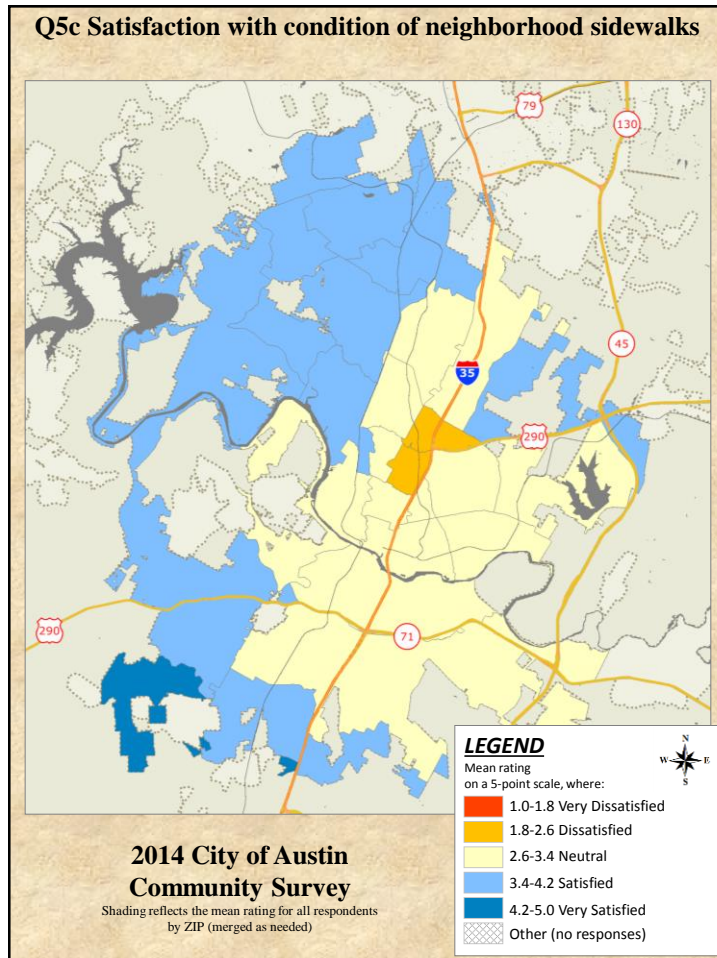 Q5c Satisfaction with condition of neighborhood sidewalks
79
130
45
35
290
290
71
LEGEND
Mean rating
on a 5-point scale, where:
1.0-1.8 Very Dissatisfied
1.8-2.6 Dissatisfied
2.6-3.4 Neutral
3.4-4.2 Satisfied
4.2-5.0 Very Satisfied
Other (no responses)
N
W E
S
2014 City of Austin
Community Survey
Shading reflects the mean rating for all respondents
by ZIP (merged as needed)